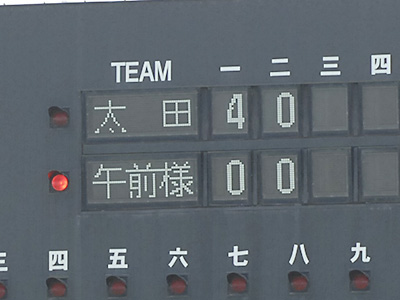 TEAM 一 二 三 四
太田 4 0
午前様 0 0
三 四 五 六 七 八 九